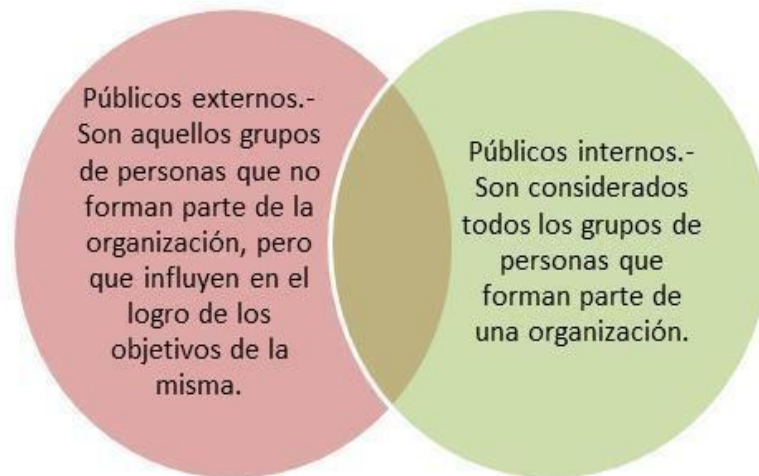 Públicos externos.-
Son aquellos grupos
de personas que no
forman parte de la
organización, pero
que influyen en el
logro de los
objetivos de la
misma.
Públicos internos.-
Son considerados
todos los grupos de
personas que
forman parte de
una organización.